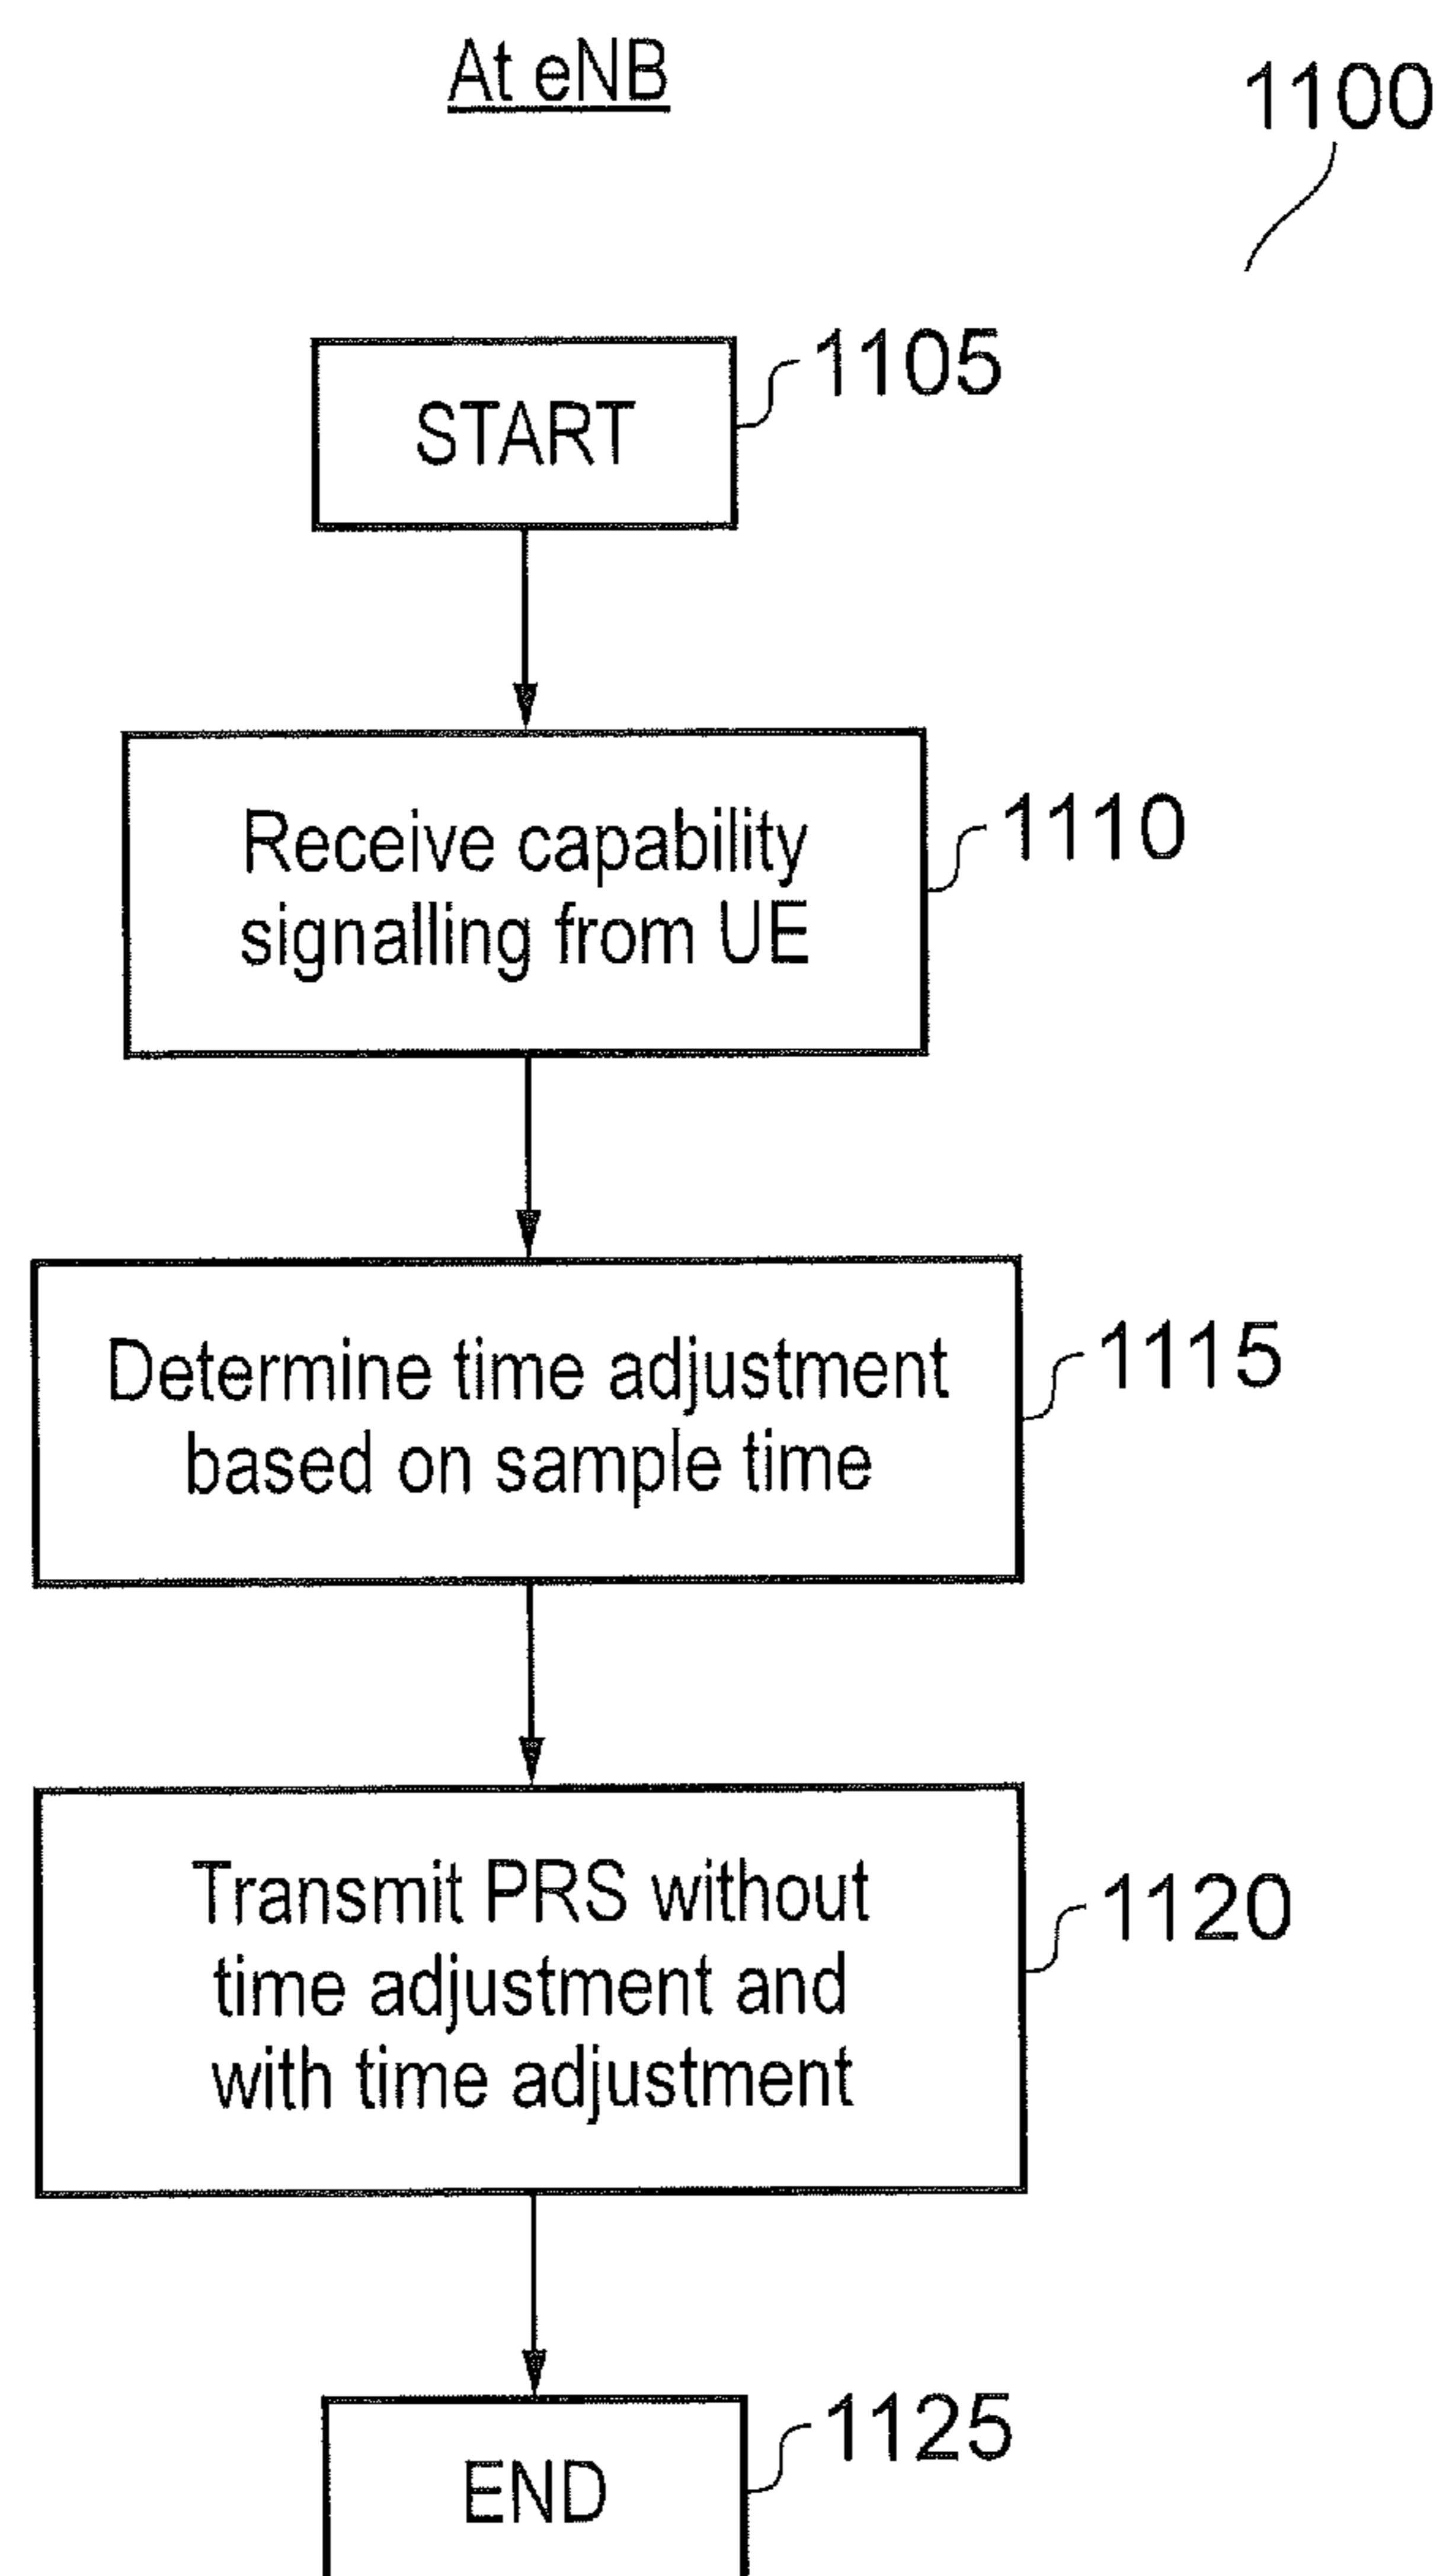 At eNB
1100
START
1105
Receive capability
signalling from UE
1110
Determine time adjustment
based on sample time
1115
Transmit PRS without
time adjustment and
with time adjustment
1120
END
1125